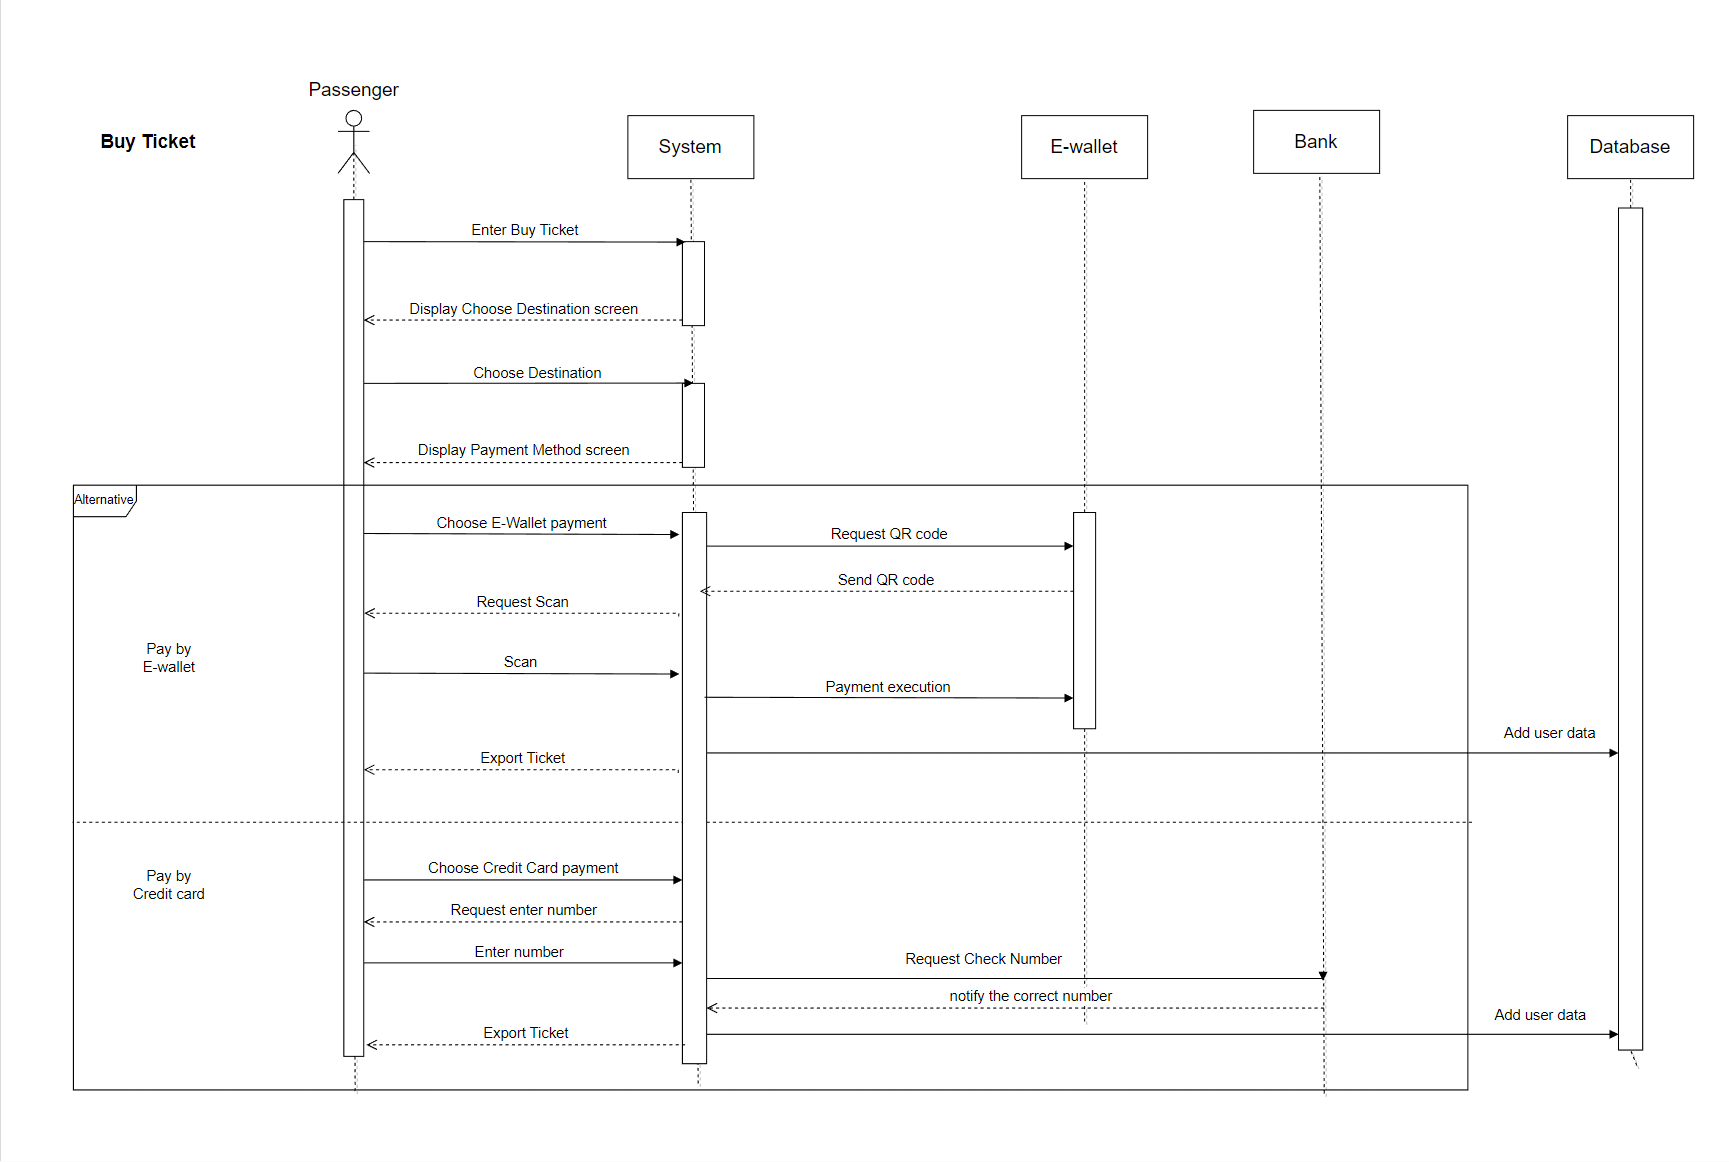 Passenger
Buy Ticket
System
E-wallet
Bank
Database
Enter Buy Ticket
Display Choose Destination screen
Choose Destination
Display Payment Method screen
Alternative
Choose E-Wallet payment
Request QR code
Send QR code
Request Scan
Pay by
E-wallet
Scan
Payment execution
Add user data
Export Ticket
Choose Credit Card payment
Pay by
Credit card
Request enter number
Enter number
Request Check Number
notify the correct number
Add user data
Export Ticket